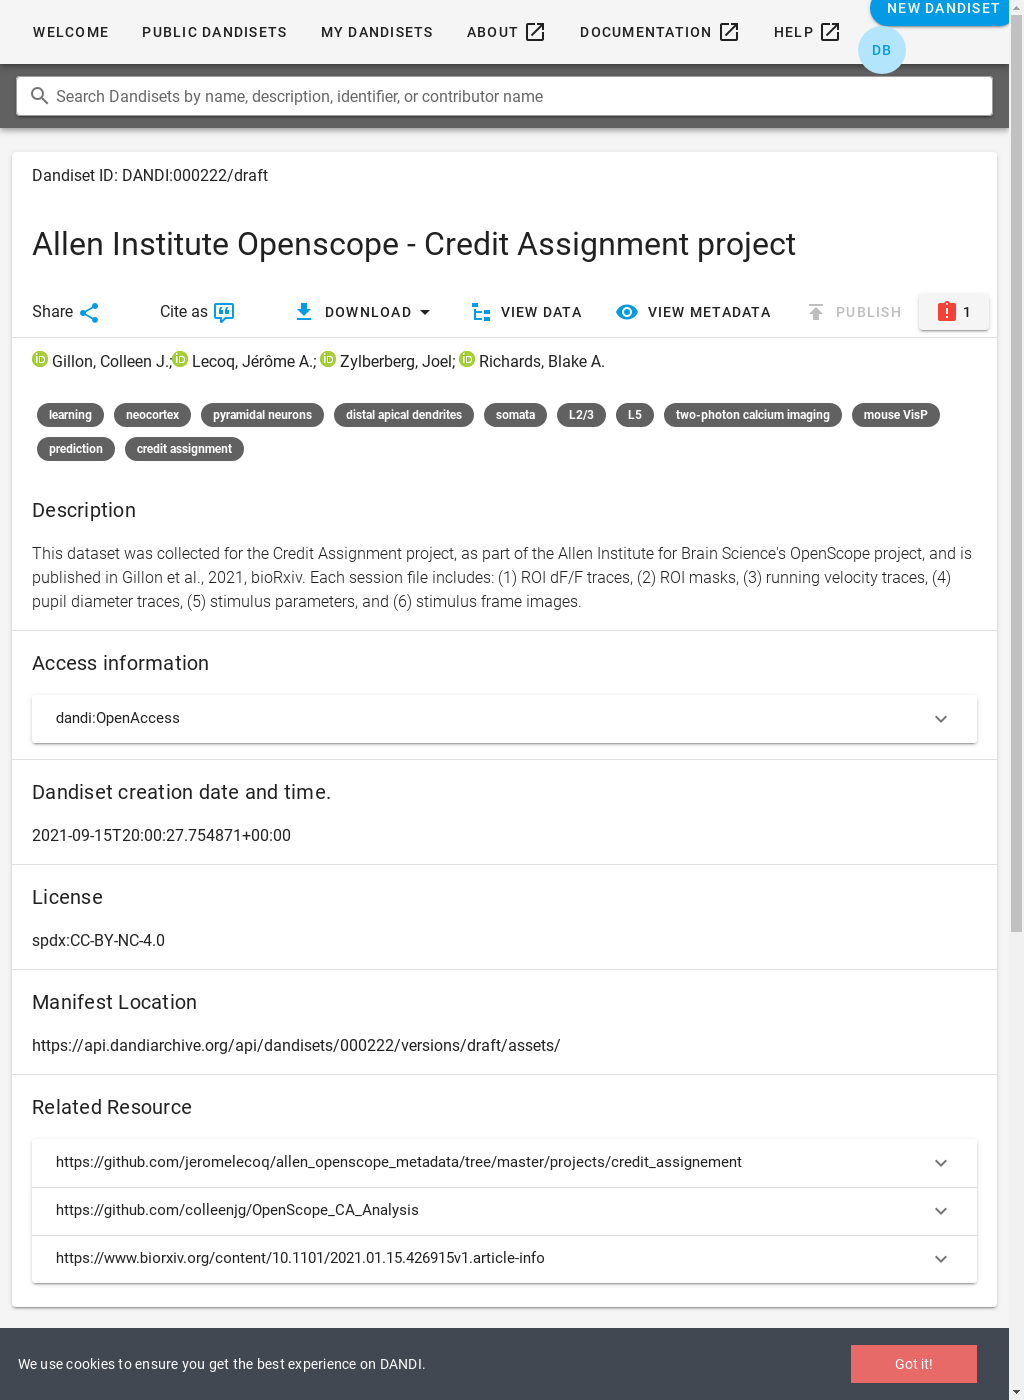 NEW DANDISET
WELCOME PUBLIC DANDISETS MY DANDISETS ABOUT DOCUMENTATION HELP
DB
Search Dandisets by name, description, identifier, or contributor name
Dandiset ID: DANDI:000222/draft
Allen Institute Openscope - Credit Assignment project
Share Cite as DOWNLOAD VIEW DATA VIEW METADATA PUBLISH 1
Gillon, Colleen J.; Lecoq, Jérôme A.; Zylberberg, Joel; Richards, Blake A.
learning neocortex pyramidal neurons distal apical dendrites somata L2/3 L5 two-photon calcium imaging mouse VisP
prediction credit assignment
Description
This dataset was collected for the Credit Assignment project, as part of the Allen Institute for Brain Science's OpenScope project, and is
published in Gillon et al., 2021, bioRxiv. Each session file includes: (1) ROI dF/F traces, (2) ROI masks, (3) running velocity traces, (4)
pupil diameter traces, (5) stimulus parameters, and (6) stimulus frame images.
Access information
dandi:OpenAccess
Dandiset creation date and time.
2021-09-15T20:00:27.754871+00:00
License
spdx:CC-BY-NC-4.0
Manifest Location
https://api.dandiarchive.org/api/dandisets/000222/versions/draft/assets/
Related Resource
https://github.com/jeromelecoq/allen_openscope_metadata/tree/master/projects/credit_assignement
https://github.com/colleenjg/OpenScope_CA_Analysis
https://www.biorxiv.org/content/10.1101/2021.01.15.426915v1.article-info
We use cookies to ensure you get the best experience on DANDI. Got it!